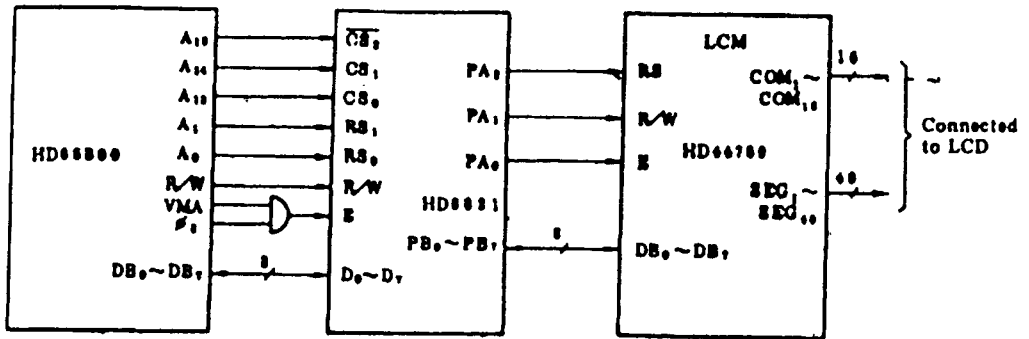 A₁₅ CS₂ PA₂ RS LCM 16
A₁₄ CS₁ COM₁~
A₁₃ CS₀ PA₁ R/W COM₁₆ Connected
A₁ RS₁ to LCD
A₀ RS₀ PA₀ E
HD68B00 HD44780
R/W R/W 40
VMA HD6821 SEG₁~
φ₂ E SEG₄₀
PB₀~PB₇ 8 DB₀~DB₇
DB₀~DB₇ 8 D₀~D₇